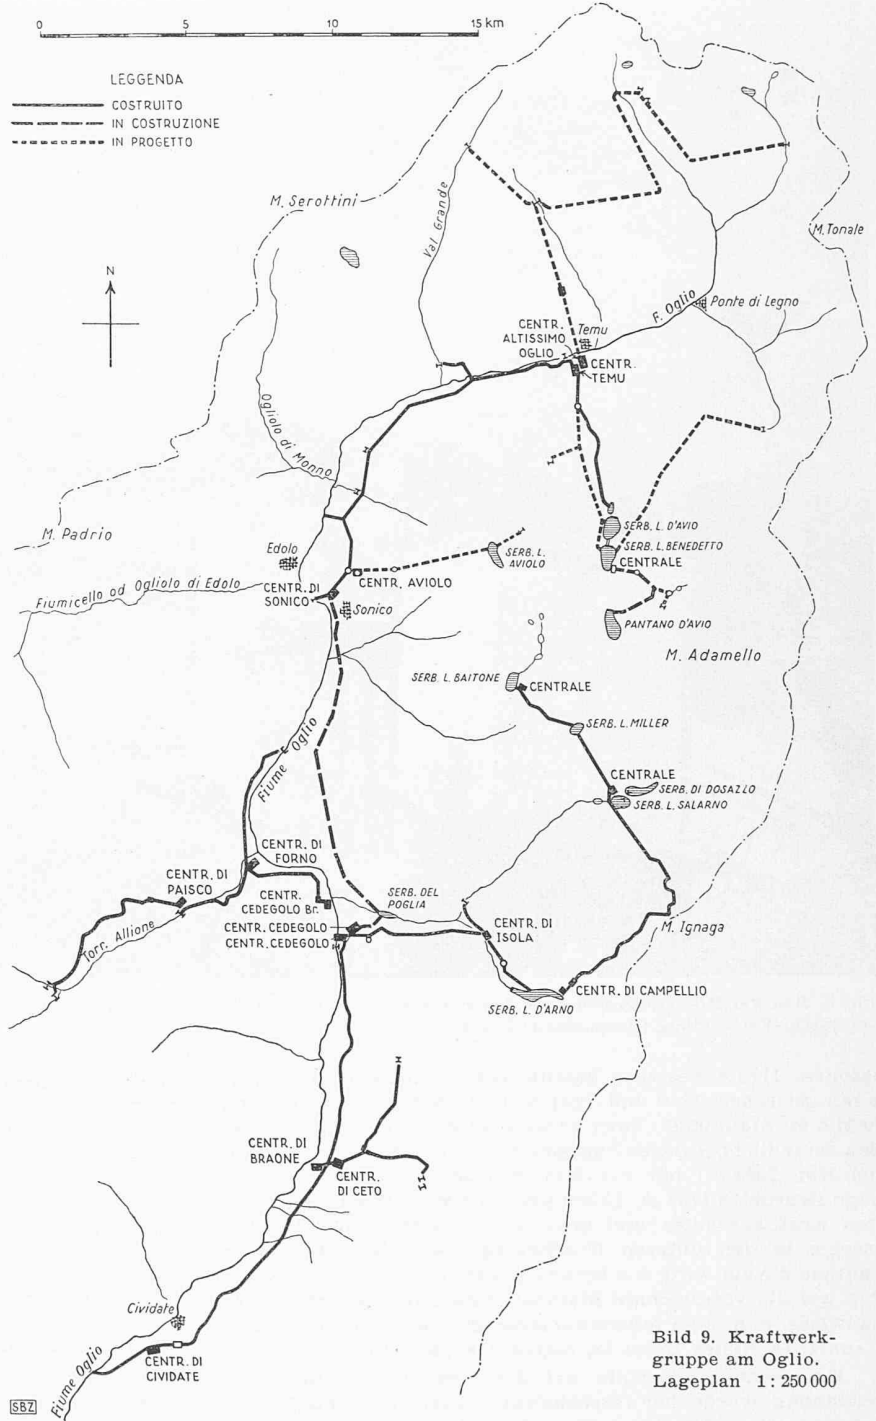 0
5
10
15 km
LEGGENDA
COSTRUITO
IN COSTRUZIONE
IN PROGETTO
M. Serottini
Val Grande
M. Tonale
N
F. Oglio
Ponte di Legno
CENTR.
ALTISSIMO
OGLIO
Temu
CENTR.
TEMU
Ogliolo di Monno
M. Padrio
Edolo
SERB. L. D'AVIO
SERB. L. BENEDETTO
CENTRALE
SERB. L.
AVIOLO
CENTR. AVIOLO
CENTR. DI
SONICO
Fiumicello od Ogliolo di Edolo
Sonico
PANTANO D'AVIO
M. Adamello
SERB. L. BAITONE
CENTRALE
SERB. L. MILLER
Fiume Oglio
CENTRALE
SERB. DI DOSAZLO
SERB. L. SALARNO
CENTR. DI
FORNO
CENTR. DI
PAISCO
CENTR.
CEDEGOLO Br.
SERB. DEL
POGLIA
Torr. Allione
CENTR. CEDEGOLO
CENTR. CEDEGOLO
CENTR. DI
ISOLA
M. Ignaga
CENTR. DI CAMPELLIO
SERB. L. D'ARNO
CENTR. DI
BRAONE
CENTR.
DI CETO
Cividate
CENTR. DI
CIVIDATE
Fiume Oglio
SBZ
Bild 9. Kraftwerk-
gruppe am Oglio.
Lageplan 1 : 250 000